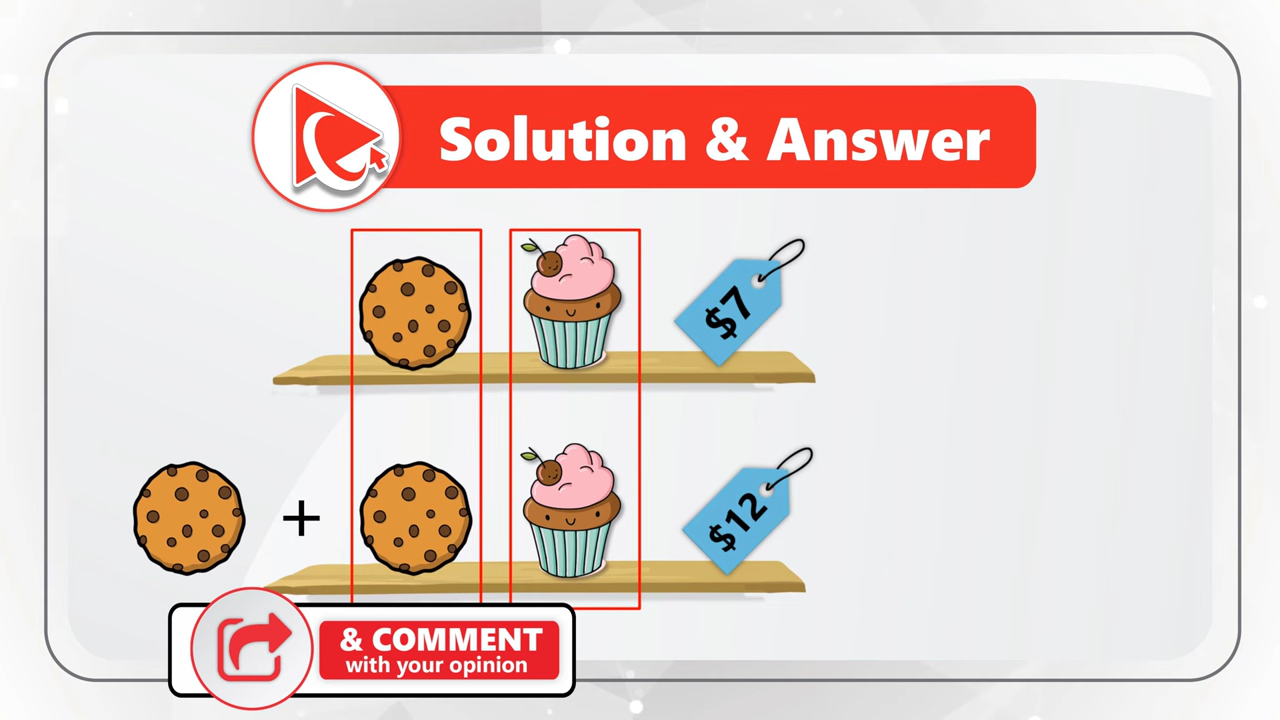 Solution & Answer
$7
+
$12
& COMMENT
with your opinion